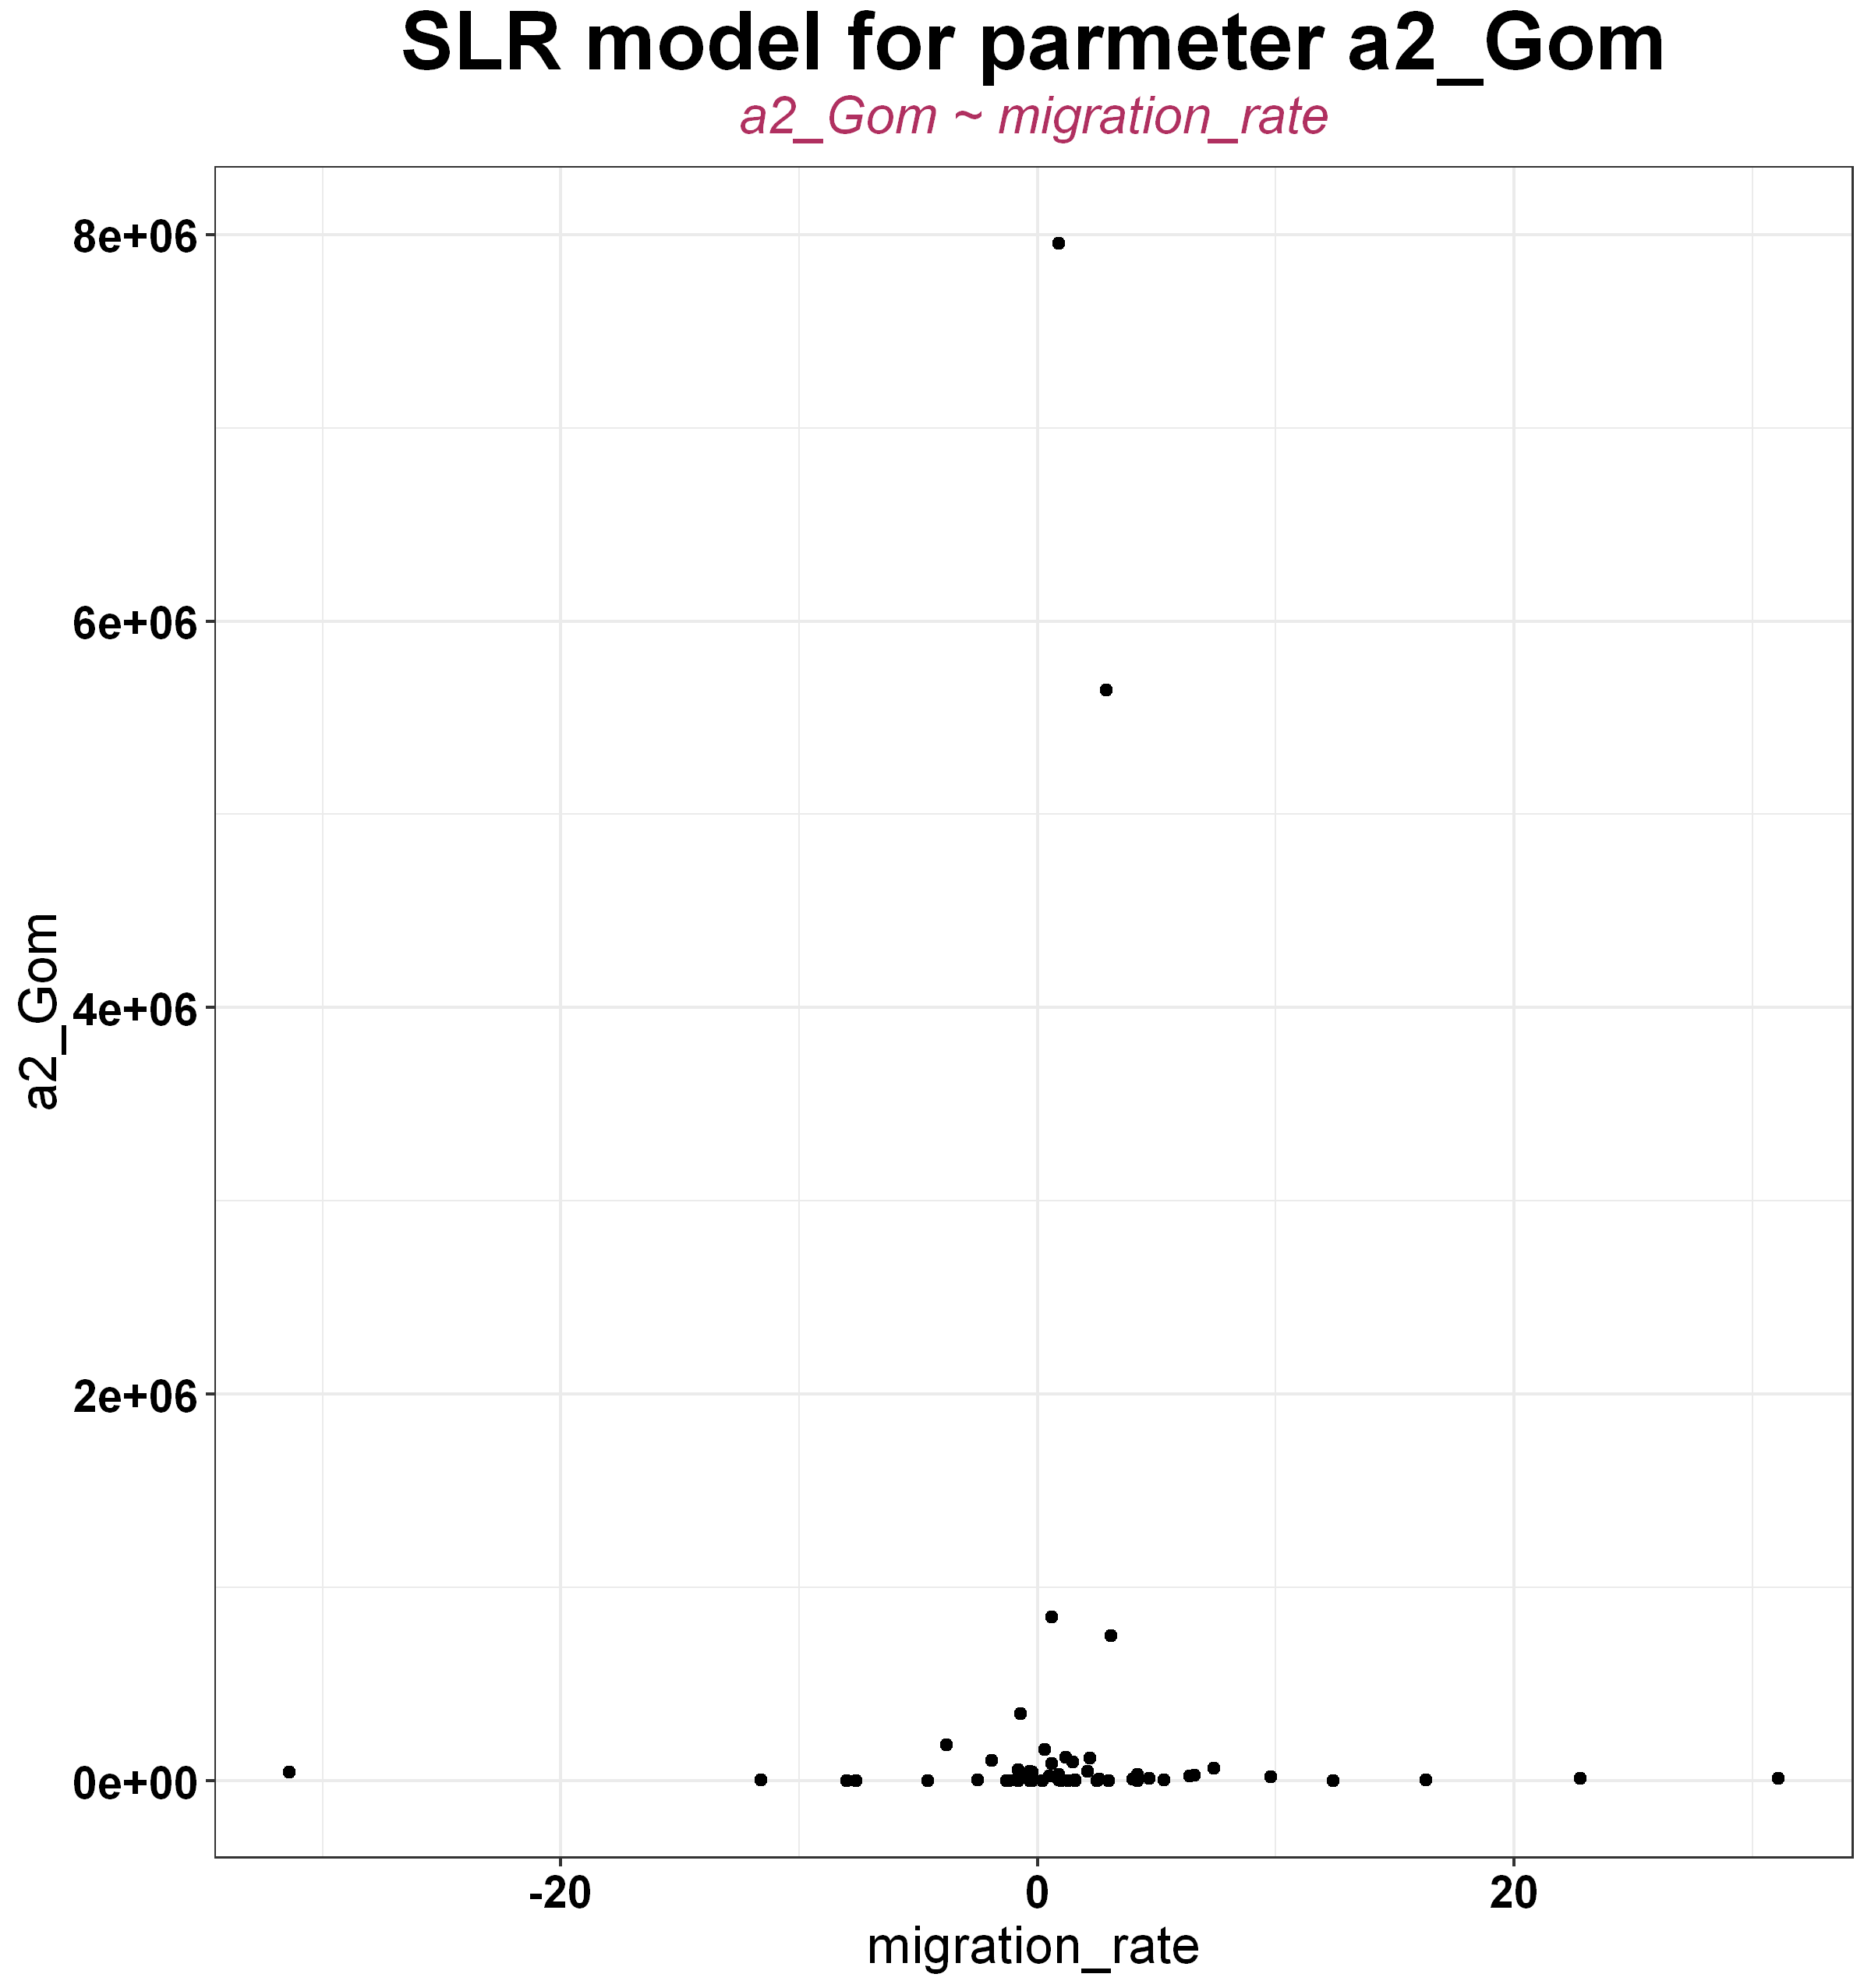 SLR model for parmeter a2_Gom
a2_Gom ~ migration_rate
8e+06
6e+06
4e+06
2e+06
0e+00
a2_Gom
-20
0
20
migration_rate